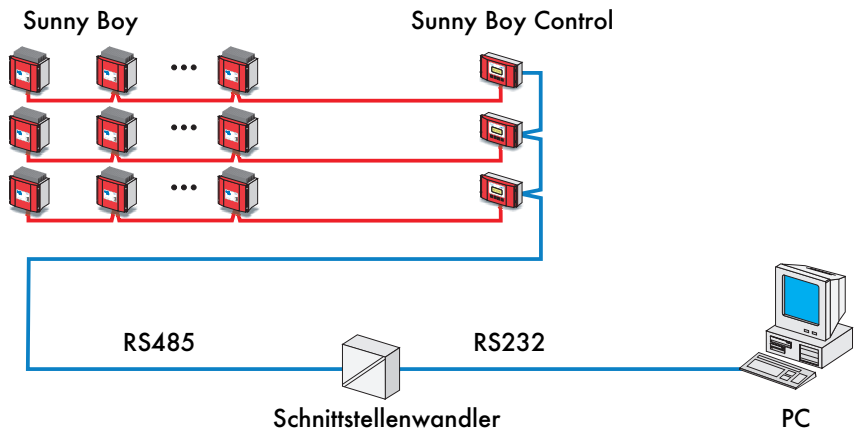 Sunny Boy
Sunny Boy Control
RS485
RS232
Schnittstellenwandler
PC